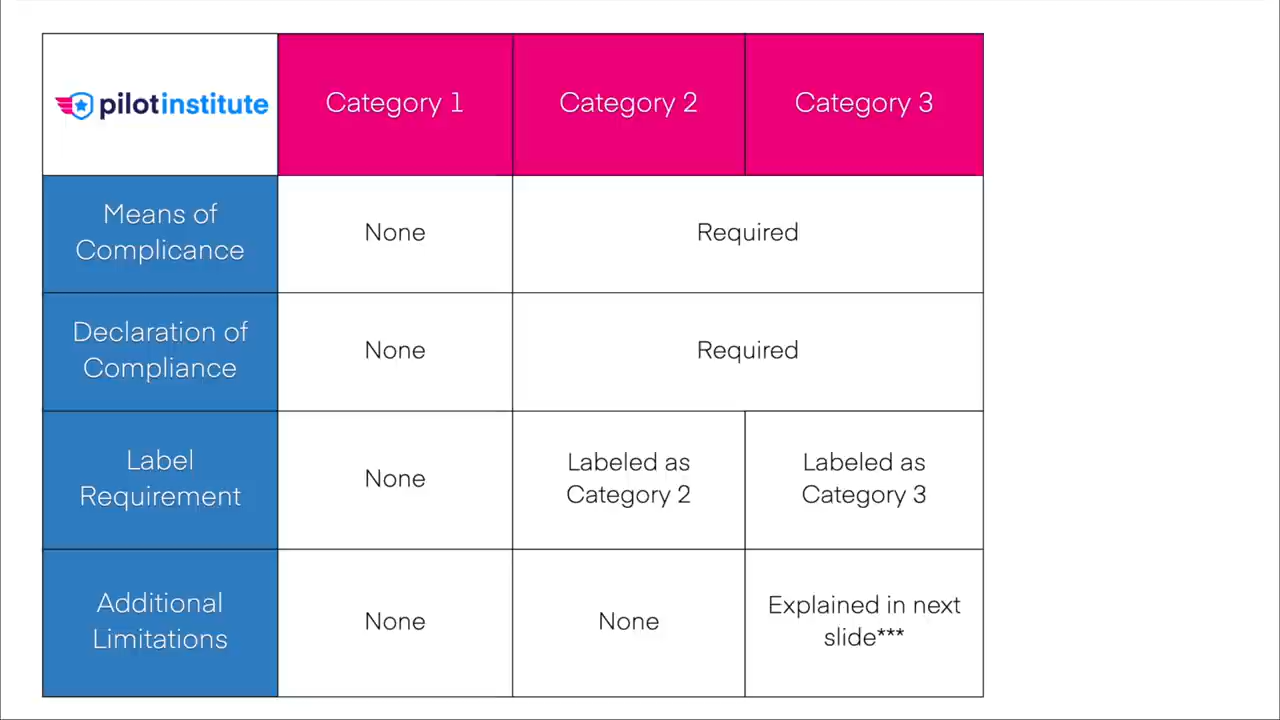 pilotinstitute
Category 1
Category 2
Category 3
Means of
Complicance
None
Required
Declaration of
Compliance
None
Required
Label
Requirement
None
Labeled as
Category 2
Labeled as
Category 3
Additional
Limitations
None
None
Explained in next
slide***